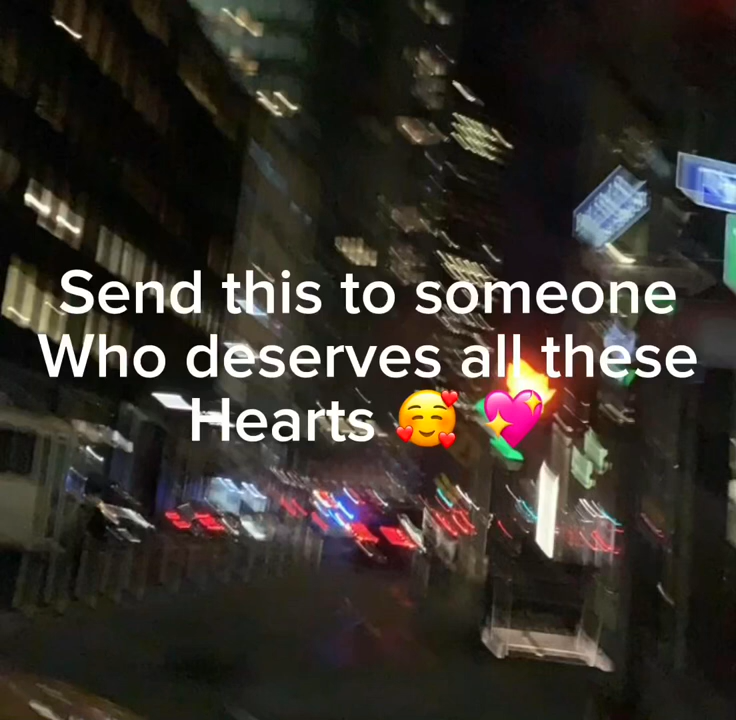 Send this to someone
Who deserves all these
Hearts 🥰 💖